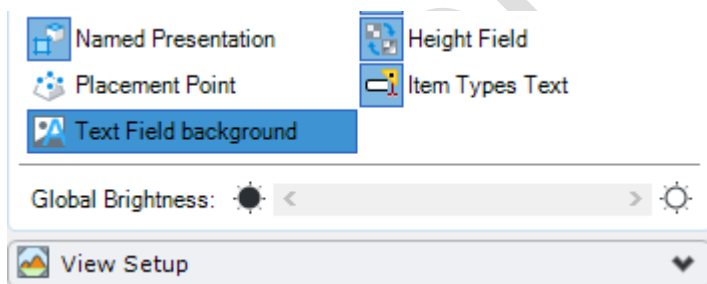 Named Presentation Height Field
Placement Point Item Types Text
Text Field background
Global Brightness:
View Setup